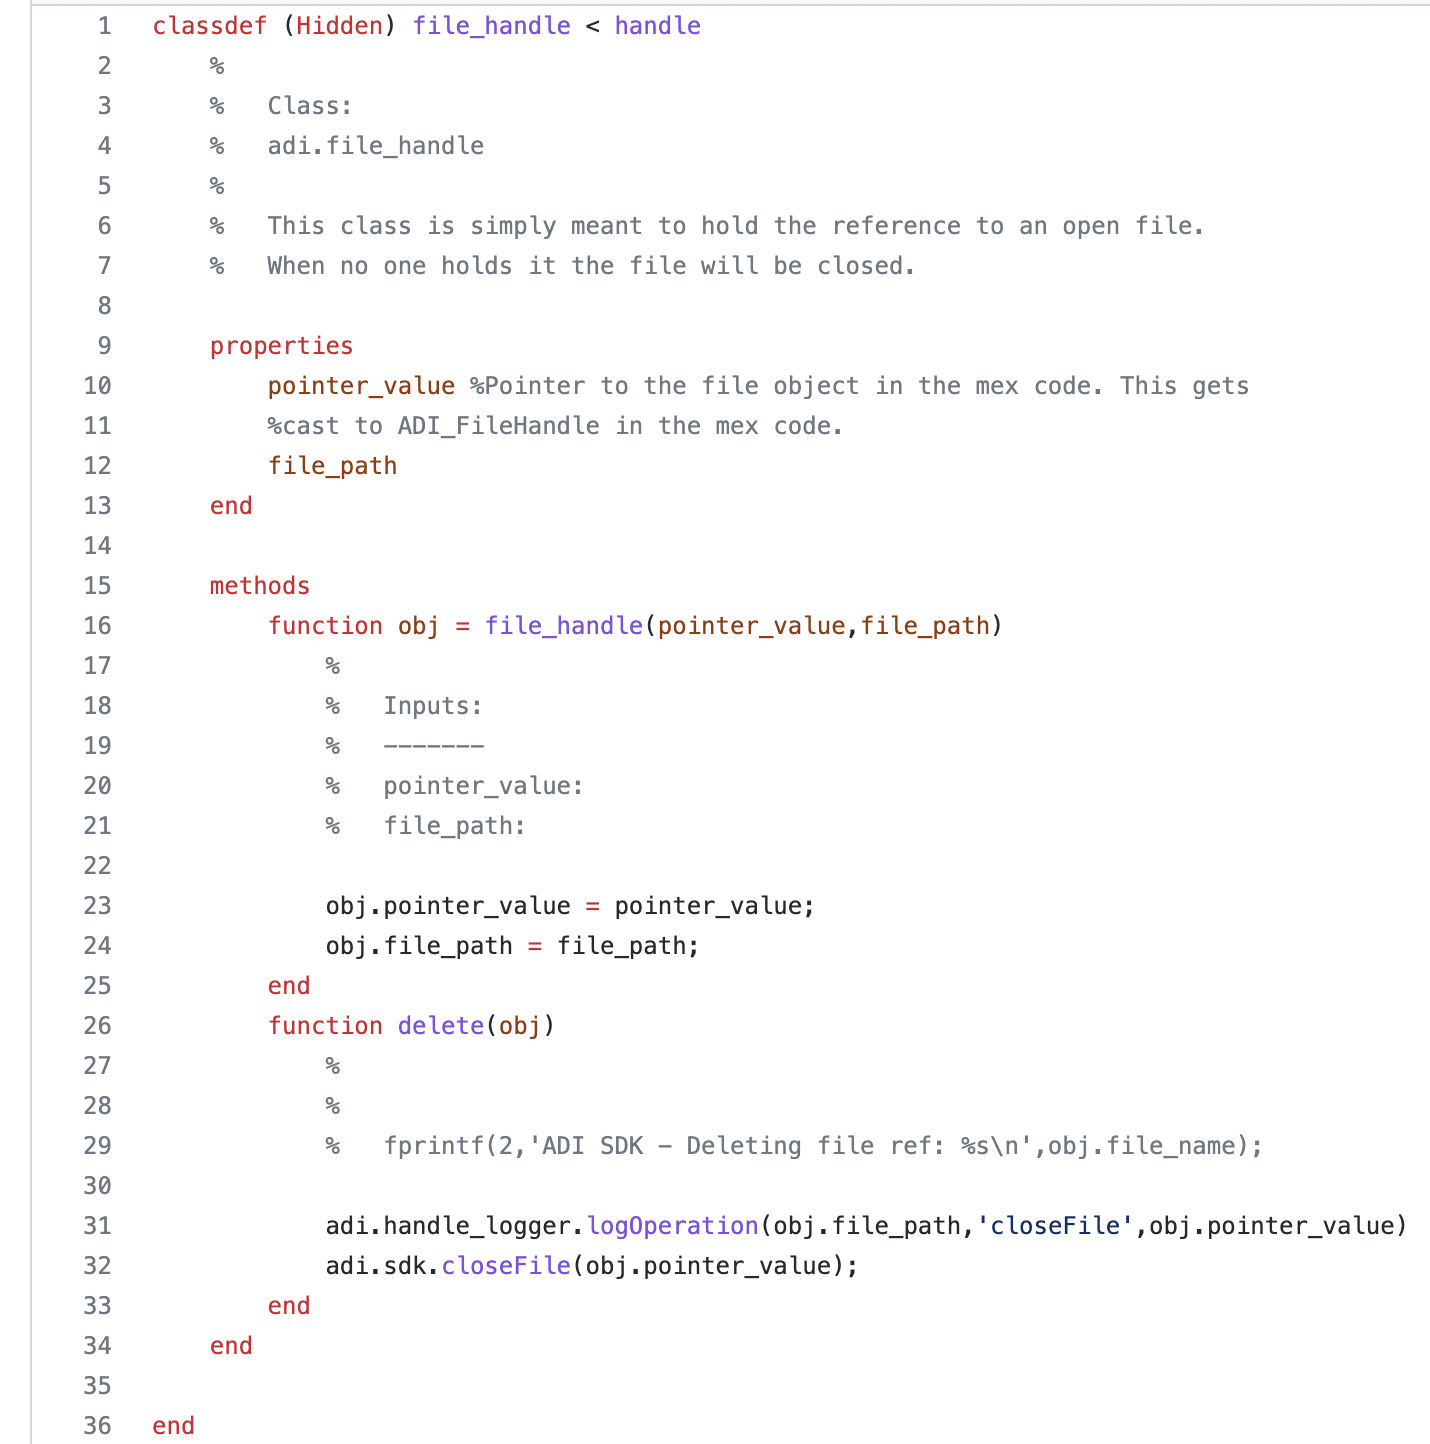 1 classdef (Hidden) file_handle < handle
2 %
3 % Class:
4 % adi.file_handle
5 %
6 % This class is simply meant to hold the reference to an open file.
7 % When no one holds it the file will be closed.
8
9 properties
10 pointer_value %Pointer to the file object in the mex code. This gets
11 %cast to ADI_FileHandle in the mex code.
12 file_path
13 end
14
15 methods
16 function obj = file_handle(pointer_value,file_path)
17 %
18 % Inputs:
19 % -------
20 % pointer_value:
21 % file_path:
22
23 obj.pointer_value = pointer_value;
24 obj.file_path = file_path;
25 end
26 function delete(obj)
27 %
28 %
29 % fprintf(2,'ADI SDK - Deleting file ref: %s\n',obj.file_name);
30
31 adi.handle_logger.logOperation(obj.file_path,'closeFile',obj.pointer_value)
32 adi.sdk.closeFile(obj.pointer_value);
33 end
34 end
35
36 end